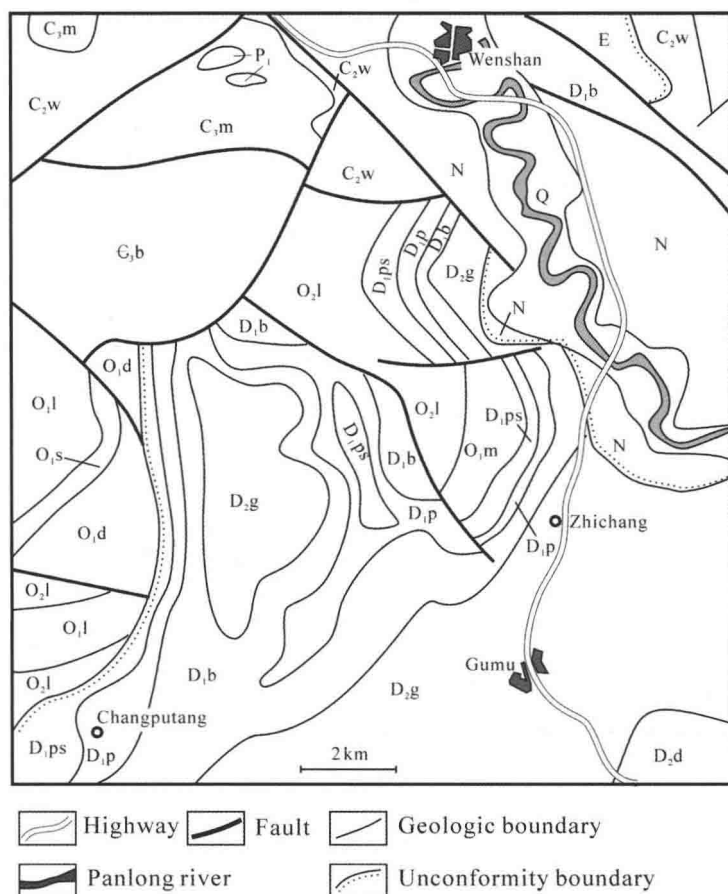 C₃m
P₁
C₂w
Wenshan
E
C₂w
D₁b
C₂w
C₃m
C₂w
N
Q
N
Є₃b
D₁ps
D₁p
D₁b
D₂g
O₂l
N
D₁b
O₁d
O₁l
O₂l
D₁ps
N
O₁s
D₁ps
D₁b
O₁m
D₂g
D₁p
Zhichang
O₁d
D₁p
O₂l
O₁l
D₁b
Gumu
O₂l
D₂g
Changputang
D₁ps
D₁p
2 km
D₂d
Highway
Fault
Geologic boundary
Panlong river
Unconformity boundary